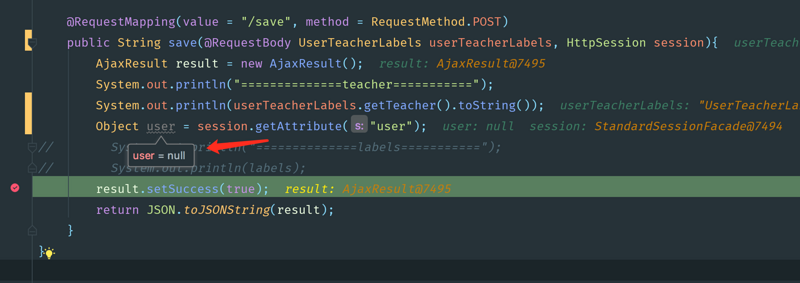 @RequestMapping(value = "/save", method = RequestMethod.POST)
public String save(@RequestBody UserTeacherLabels userTeacherLabels, HttpSession session){ userTeach
AjaxResult result = new AjaxResult(); result: AjaxResult@7495
System.out.println("==============teacher===========");
System.out.println(userTeacherLabels.getTeacher().toString()); userTeacherLabels: "UserTeacherLa
Object user = session.getAttribute( s: "user"); user: null session: StandardSessionFacade@7494
// S println("==============labels===========");
user = null
// System.out.println(labels);
result.setSuccess(true); result: AjaxResult@7495
return JSON.toJSONString(result);
}
}